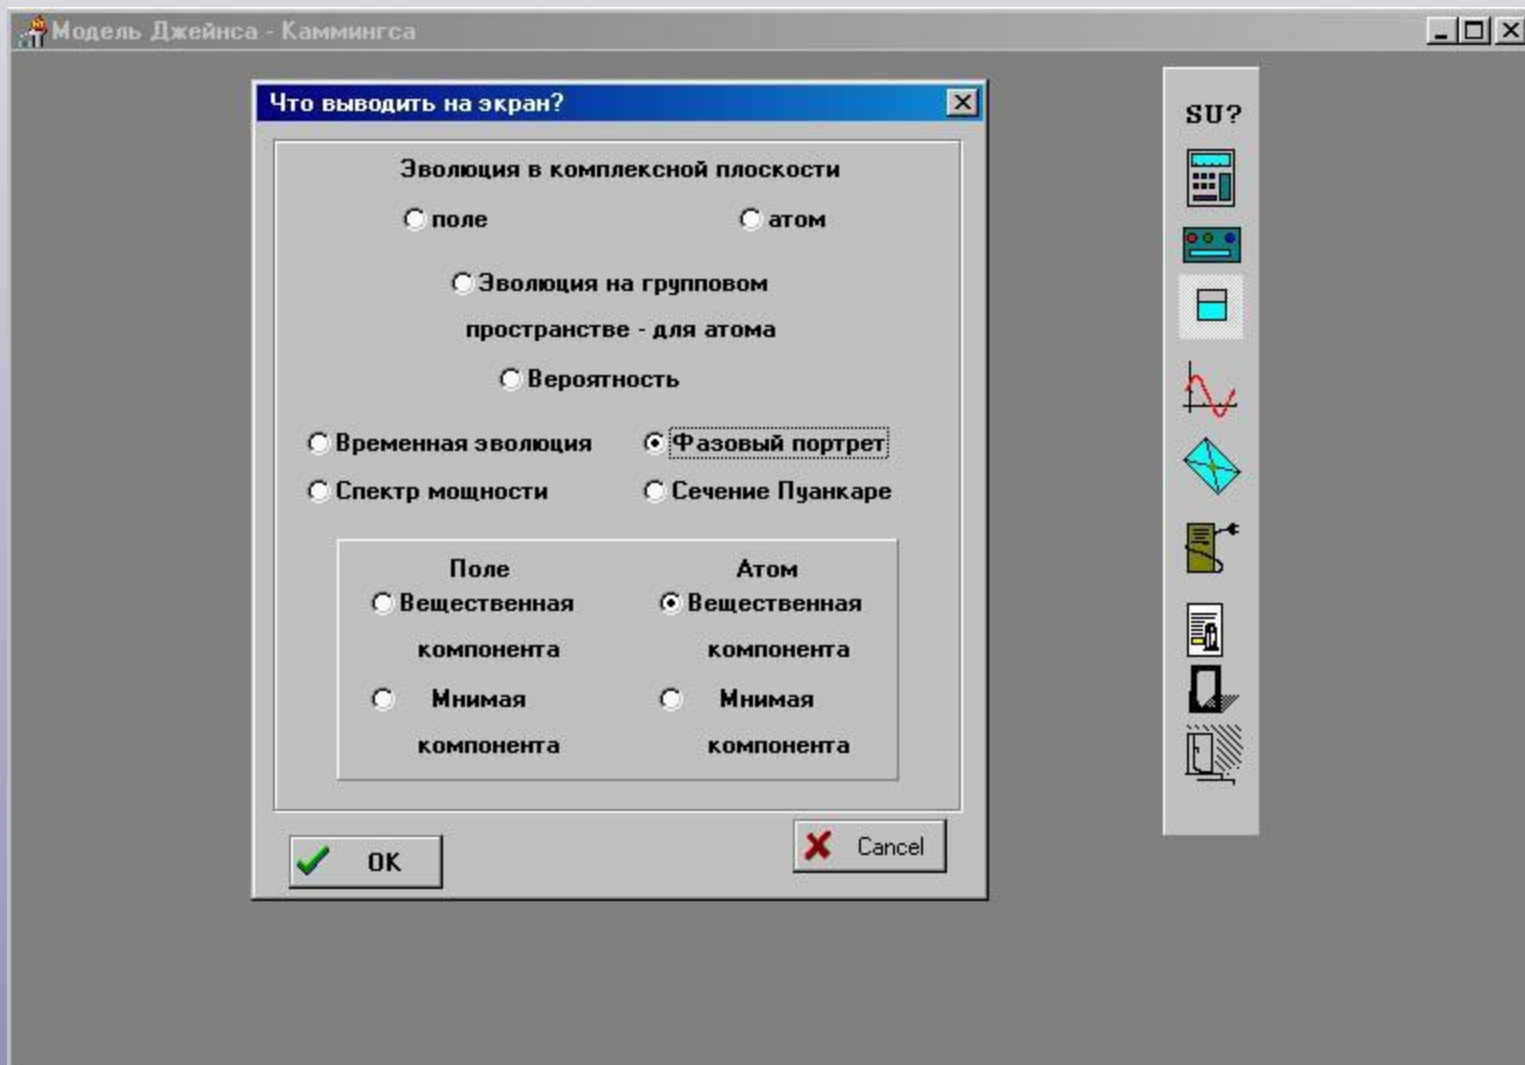 Модель Джейнса - Каммингса
Что выводить на экран?
SU?
Эволюция в комплексной плоскости
поле атом
Эволюция на групповом
пространстве - для атома
Вероятность
Временная эволюция Фазовый портрет
Спектр мощности Сечение Пуанкаре
Поле Атом
Вещественная Вещественная
компонента компонента
Мнимая Мнимая
компонента компонента
OK Cancel